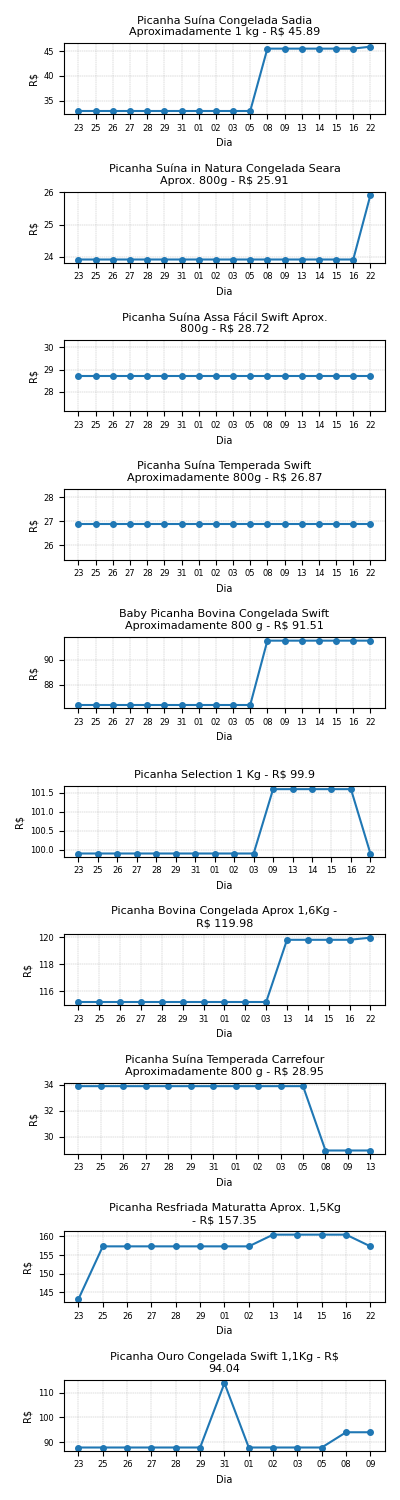 Picanha Suína Congelada Sadia
Aproximadamente 1 kg - R$ 45.89
45
40
35
R$
23 25 26 27 28 29 31 01 02 03 05 08 09 13 14 15 16 22
Dia
Picanha Suína in Natura Congelada Seara
Aprox. 800g - R$ 25.91
26
25
24
R$
23 25 26 27 28 29 31 01 02 03 05 08 09 13 14 15 16 22
Dia
Picanha Suína Assa Fácil Swift Aprox.
800g - R$ 28.72
30
29
28
R$
23 25 26 27 28 29 31 01 02 03 05 08 09 13 14 15 16 22
Dia
Picanha Suína Temperada Swift
Aproximadamente 800g - R$ 26.87
28
27
26
R$
23 25 26 27 28 29 31 01 02 03 05 08 09 13 14 15 16 22
Dia
Baby Picanha Bovina Congelada Swift
Aproximadamente 800 g - R$ 91.51
90
88
R$
23 25 26 27 28 29 31 01 02 03 05 08 09 13 14 15 16 22
Dia
Picanha Selection 1 Kg - R$ 99.9
101.5
101.0
100.5
100.0
R$
23 25 26 27 28 29 31 01 02 03 09 13 14 15 16 22
Dia
Picanha Bovina Congelada Aprox 1,6Kg -
R$ 119.98
120
118
116
R$
23 25 26 27 28 29 31 01 02 03 13 14 15 16 22
Dia
Picanha Suína Temperada Carrefour
Aproximadamente 800 g - R$ 28.95
34
32
30
R$
23 25 26 27 28 29 31 01 02 03 05 08 09 13
Dia
Picanha Resfriada Maturatta Aprox. 1,5Kg
- R$ 157.35
160
155
150
145
R$
23 25 26 27 28 29 01 02 13 14 15 16 22
Dia
Picanha Ouro Congelada Swift 1,1Kg - R$
94.04
110
100
90
R$
23 25 26 27 28 29 31 01 02 03 05 08 09
Dia